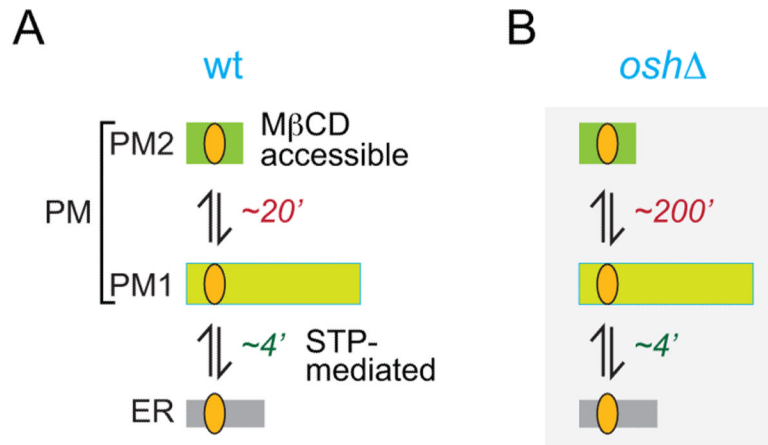 A
wt
PM
PM2
MβCD
accessible
~20’
PM1
~4’
STP-
mediated
ER
B
oshΔ
~200’
~4’